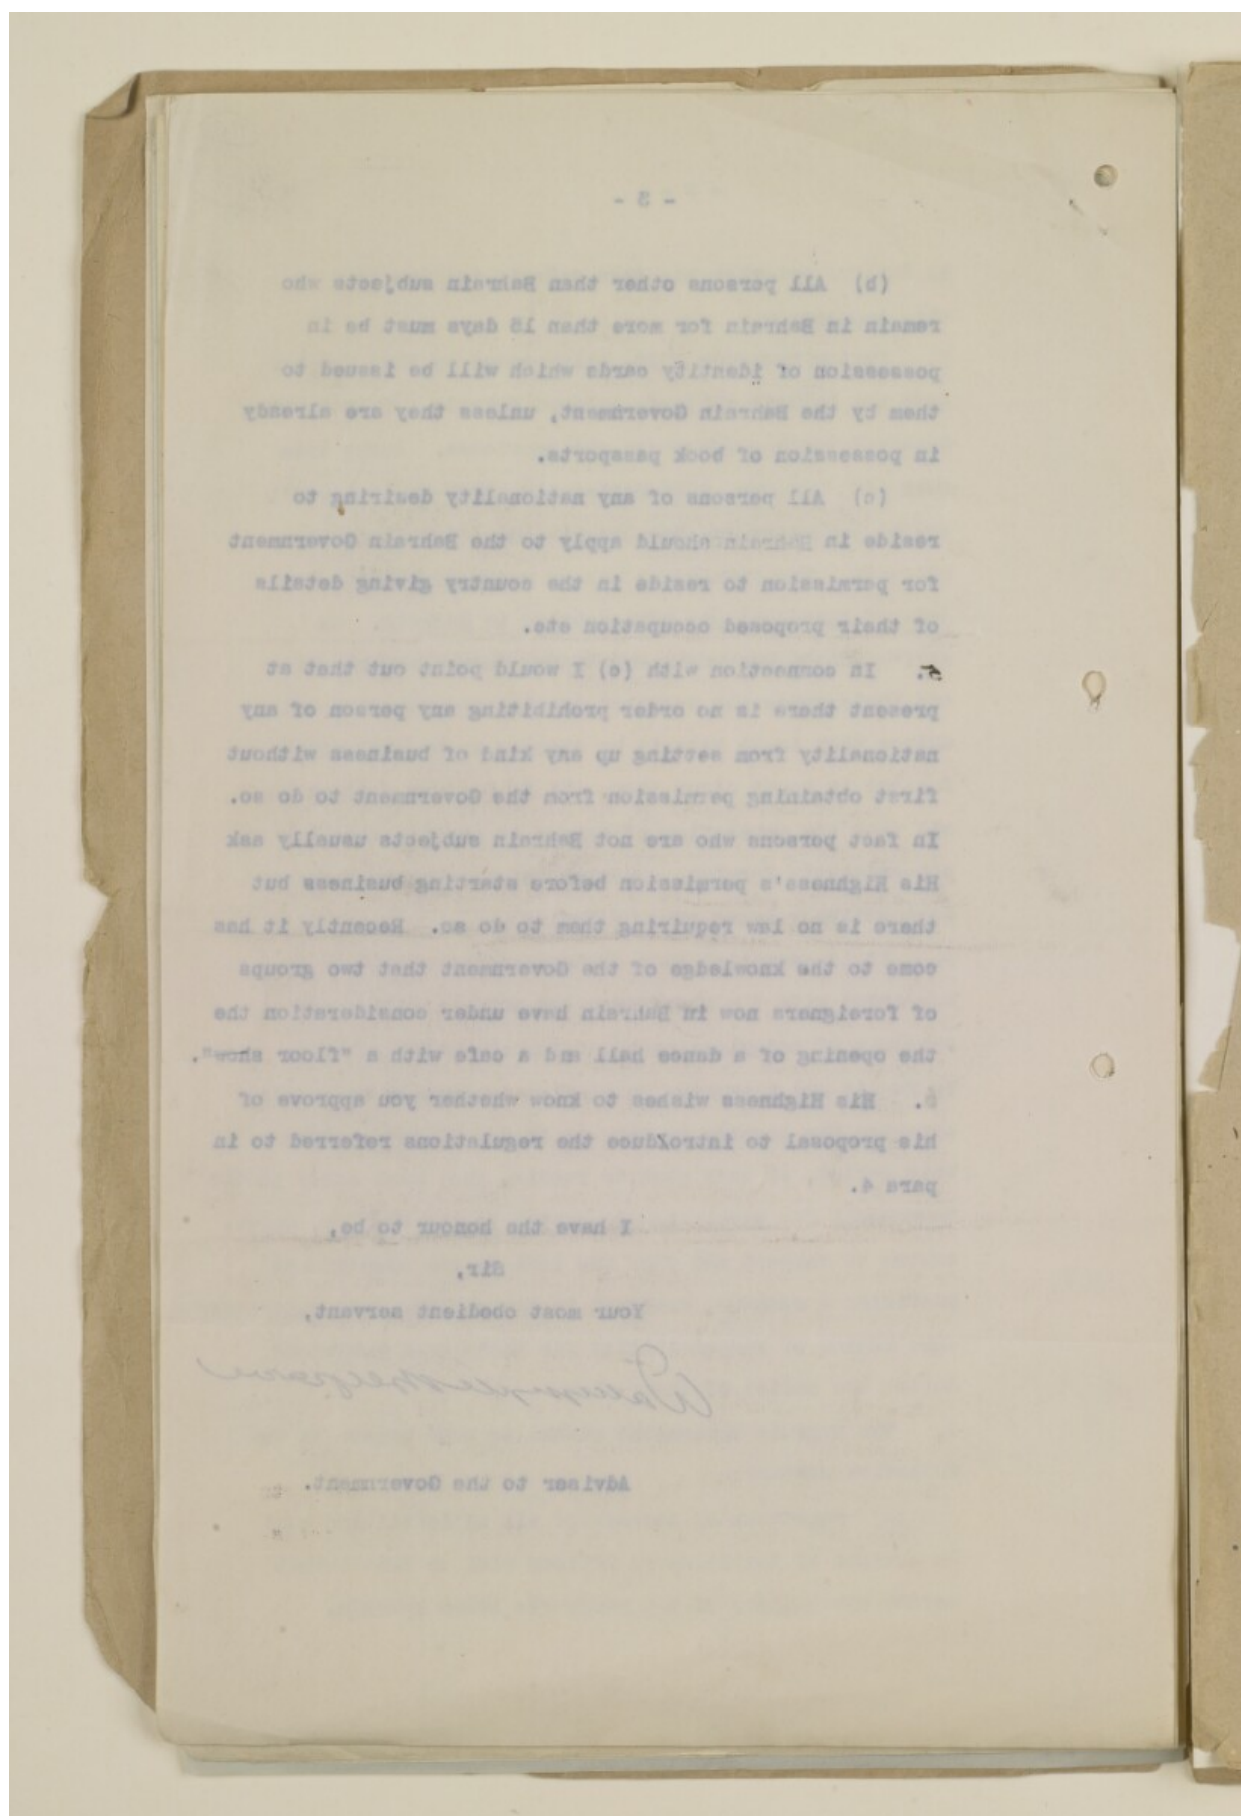 - 3 -
(b) All persons other than Bahrain subjects who
remain in Bahrain for more than 15 days must be in
possession of identity cards which will be issued to
them by the Bahrain Government, unless they are already
in possession of book passports.
(c) All persons of any nationality desiring to
reside in Bahrain should apply to the Bahrain Government
for permission to reside in the country giving details
of their proposed occupation etc.
5. In connection with (c) I would point out that at
present there is no order prohibiting any person of any
nationality from setting up any kind of business without
first obtaining permission from the Government to do so.
In fact persons who are not Bahrain subjects usually ask
His Highness's permission before starting business but
there is no law requiring them to do so. Recently it has
come to the knowledge of the Government that two groups
of foreigners now in Bahrain have under consideration the
the opening of a dance hall and a cafe with a "floor show".
6. His Highness wishes to know whether you approve of
his proposal to introduce the regulations referred to in
para 4.
I have the honour to be,
Sir,
Your most obedient servant,
Adviser to the Government.